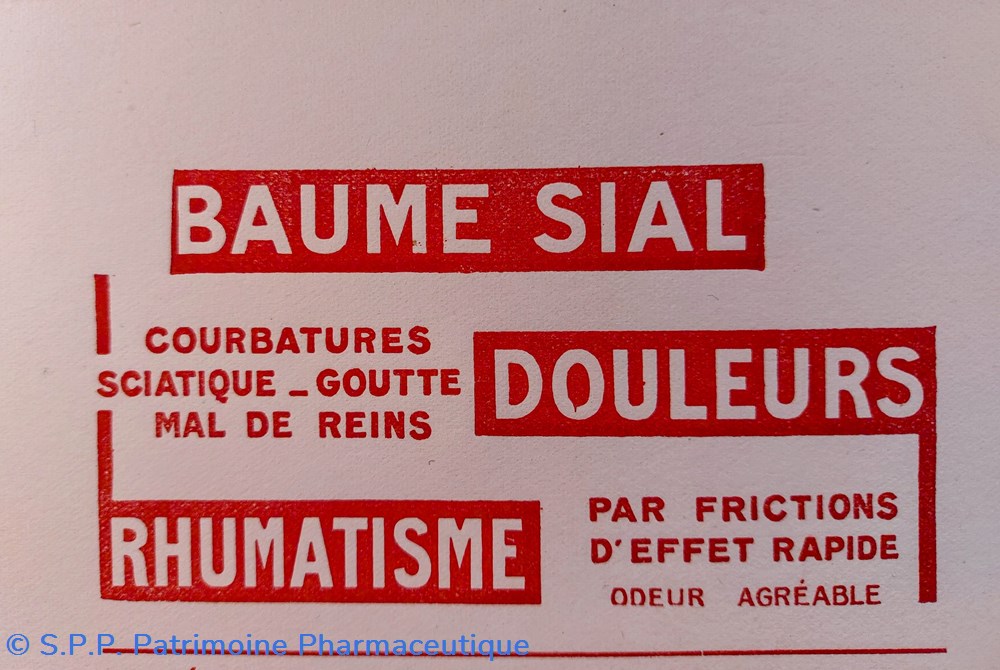 BAUME SIAL
COURBATURES
SCIATIQUE - GOUTTE
MAL DE REINS
DOULEURS
RHUMATISME
PAR FRICTIONS
D'EFFET RAPIDE
ODEUR AGRÉABLE
© S.P.P. Patrimoine Pharmaceutique